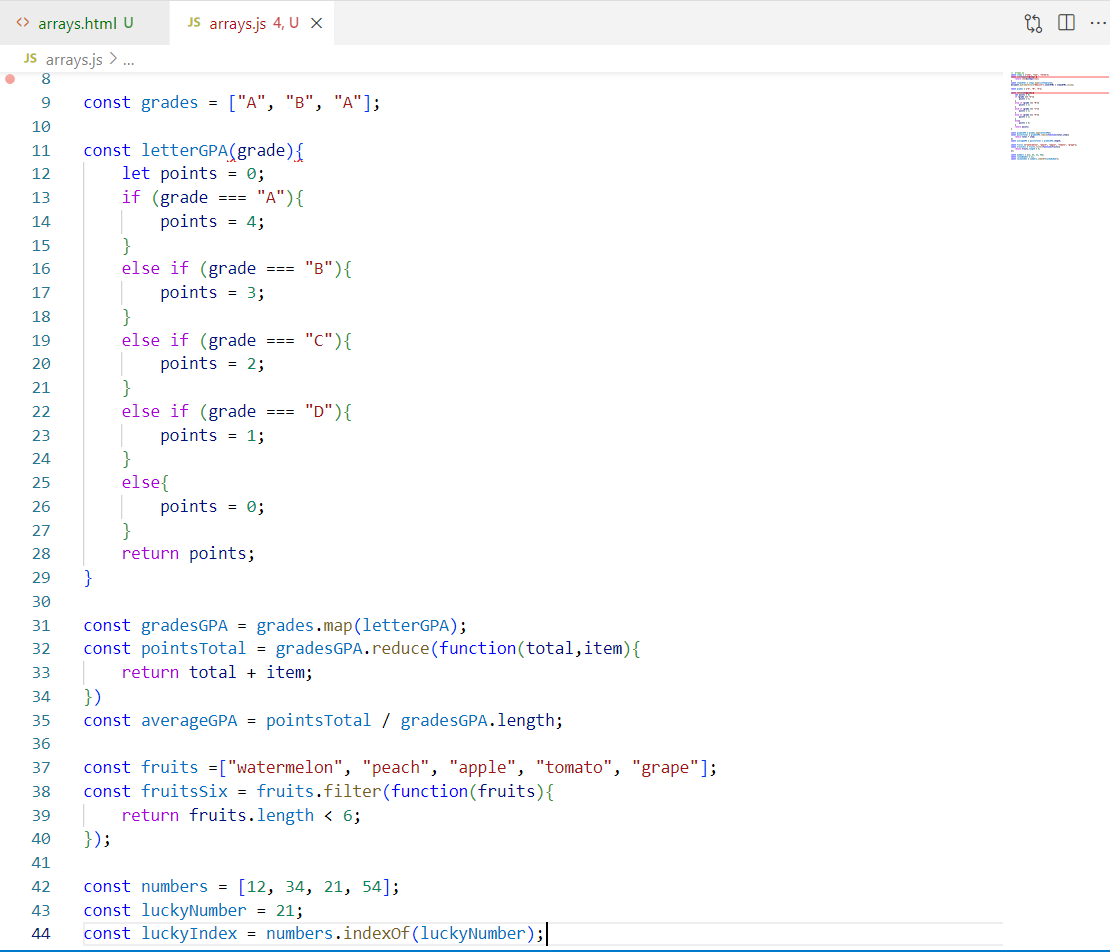 <> arrays.html U JS arrays.js 4, U ×
JS arrays.js > ...
8
9 const grades = ["A", "B", "A"];
10
11 const letterGPA(grade){
12     let points = 0;
13     if (grade === "A"){
14         points = 4;
15     }
16     else if (grade === "B"){
17         points = 3;
18     }
19     else if (grade === "C"){
20         points = 2;
21     }
22     else if (grade === "D"){
23         points = 1;
24     }
25     else{
26         points = 0;
27     }
28     return points;
29 }
30
31 const gradesGPA = grades.map(letterGPA);
32 const pointsTotal = gradesGPA.reduce(function(total,item){
33     return total + item;
34 })
35 const averageGPA = pointsTotal / gradesGPA.length;
36
37 const fruits =["watermelon", "peach", "apple", "tomato", "grape"];
38 const fruitsSix = fruits.filter(function(fruits){
39     return fruits.length < 6;
40 });
41
42 const numbers = [12, 34, 21, 54];
43 const luckyNumber = 21;
44 const luckyIndex = numbers.indexOf(luckyNumber);